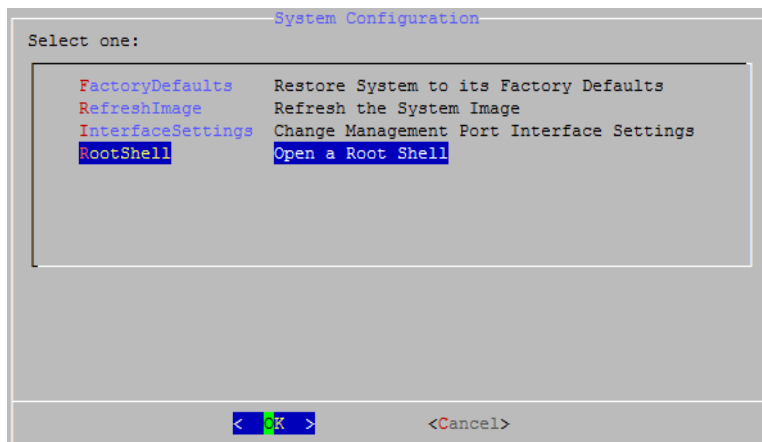 System Configuration
Select one:
FactoryDefaults Restore System to its Factory Defaults
RefreshImage Refresh the System Image
InterfaceSettings Change Management Port Interface Settings
RootShell Open a Root Shell
< OK > <Cancel>